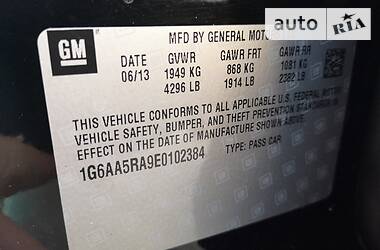 auto RIA
GM
MFD BY GENERAL MOTORS
DATE GVWR GAWR FRT GAWR RR
06/13 1949 KG 868 KG 1081 KG
4296 LB 1914 LB 2382 LB
THIS VEHICLE CONFORMS TO ALL APPLICABLE U.S. FEDERAL MOTOR
VEHICLE SAFETY, BUMPER, AND THEFT PREVENTION STANDARDS IN
EFFECT ON THE DATE OF MANUFACTURE SHOWN ABOVE.
1G6AA5RA9E0102384 TYPE: PASS CAR